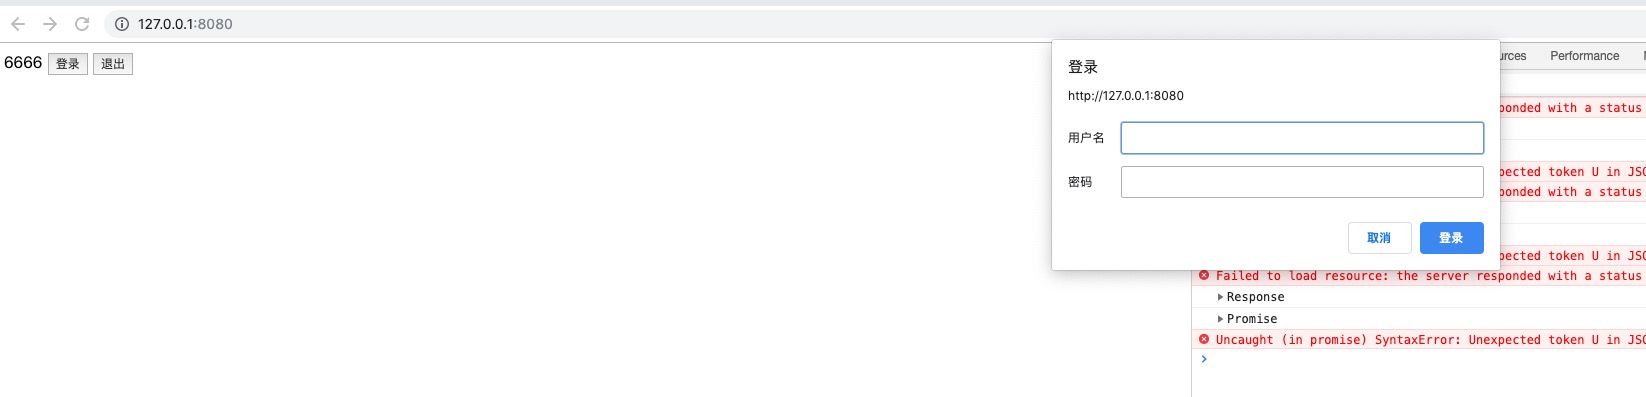 127.0.0.1:8080
6666 登录 退出
登录
http://127.0.0.1:8080
用户名
密码
取消 登录
urces Performance
ponded with a status
pected token U in JSO
ponded with a status
pected token U in JSO
Failed to load resource: the server responded with a status
Response
Promise
Uncaught (in promise) SyntaxError: Unexpected token U in JSO